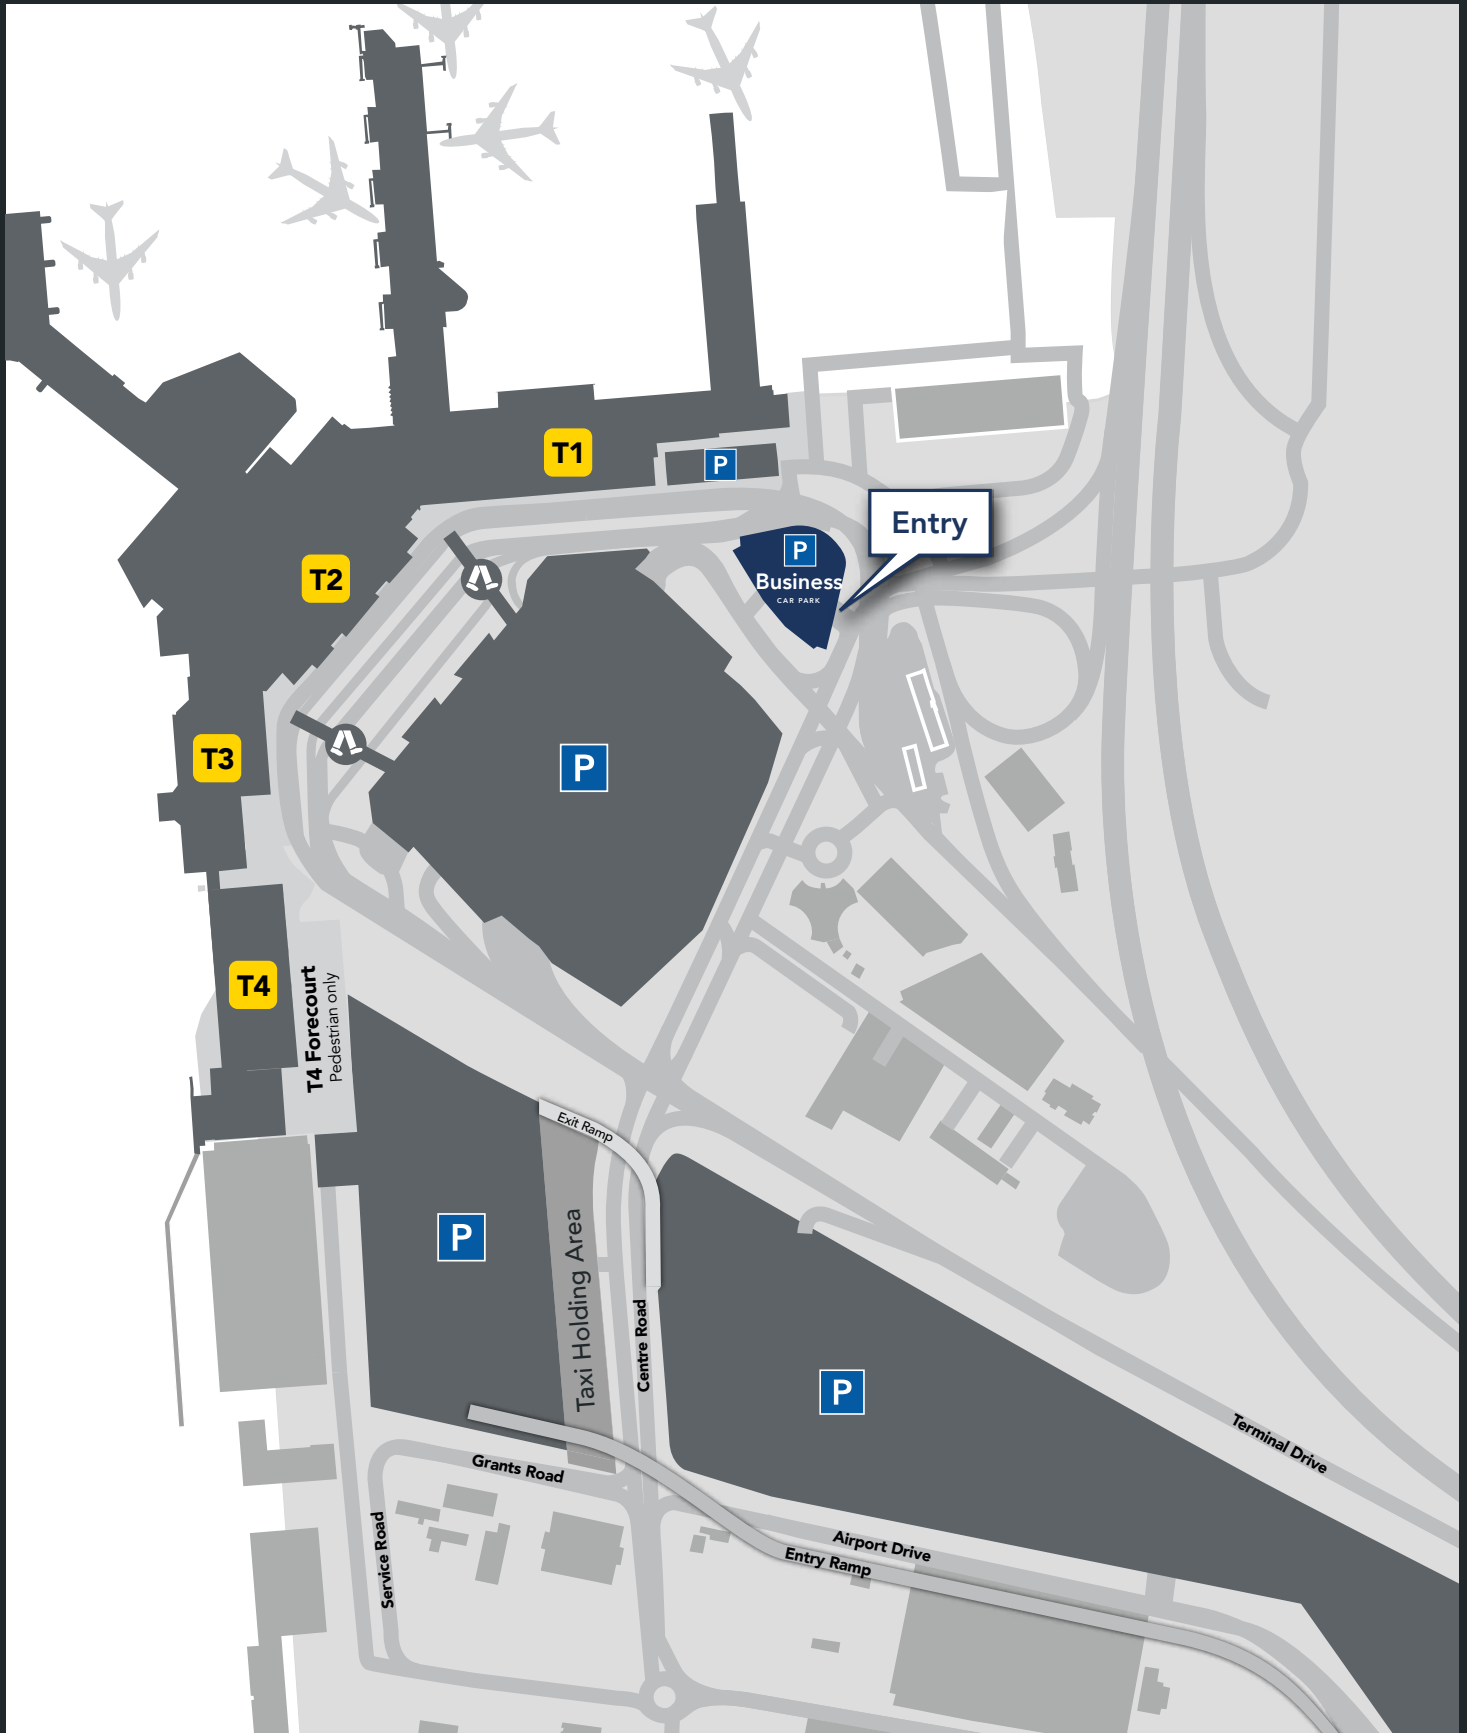 T1
P
Entry
P
Business
CAR PARK
T2
T3
P
T4
T4 Forecourt
Pedestrian only
Exit Ramp
P
Taxi Holding Area
Centre Road
P
Terminal Drive
Grants Road
Service Road
Airport Drive
Entry Ramp